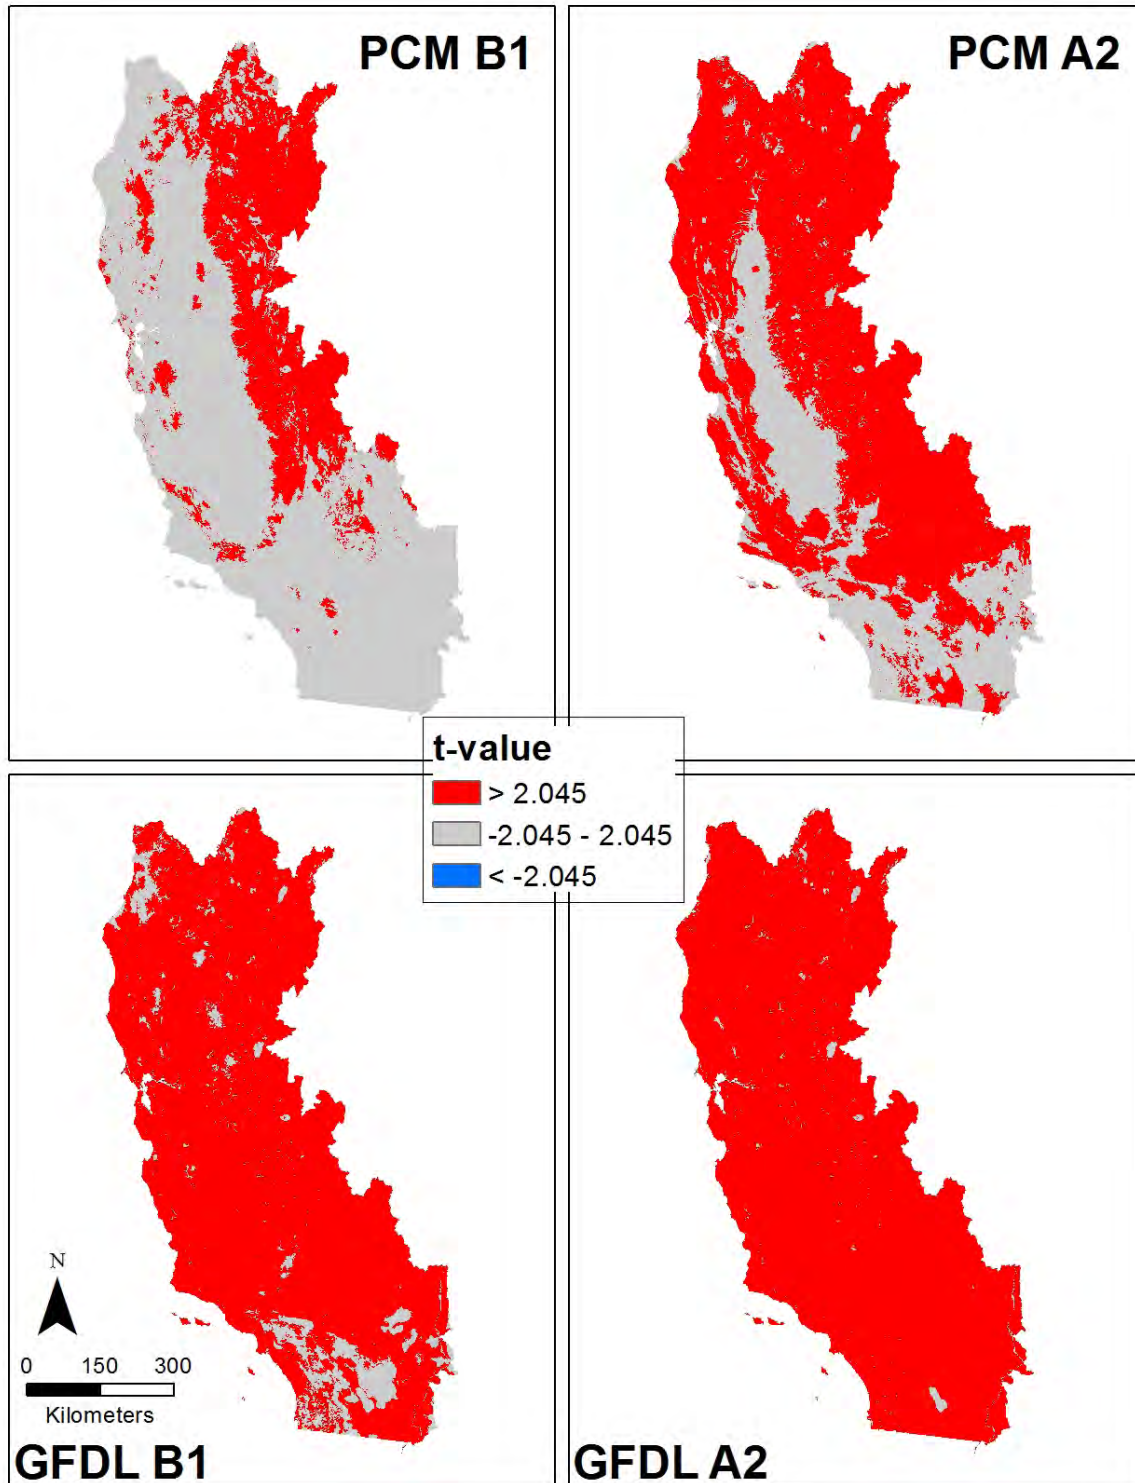 PCM B1
PCM A2
t-value
> 2.045
-2.045 - 2.045
< -2.045
N
0 150 300
Kilometers
GFDL B1
GFDL A2